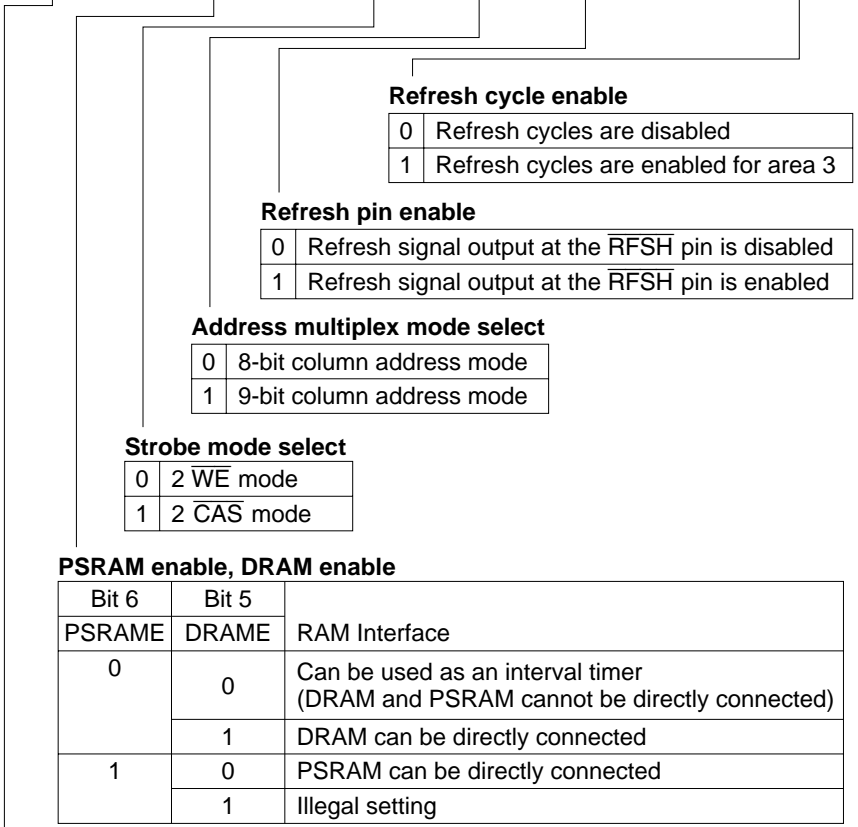 Refresh cycle enable
0 Refresh cycles are disabled
1 Refresh cycles are enabled for area 3
Refresh pin enable
0 Refresh signal output at the R̅F̅S̅H̅ pin is disabled
1 Refresh signal output at the R̅F̅S̅H̅ pin is enabled
Address multiplex mode select
0 8-bit column address mode
1 9-bit column address mode
Strobe mode select
0 2 W̅E̅ mode
1 2 C̅A̅S̅ mode
PSRAM enable, DRAM enable
Bit 6 Bit 5
PSRAME DRAME RAM Interface
0 0 Can be used as an interval timer
(DRAM and PSRAM cannot be directly connected)
1 DRAM can be directly connected
1 0 PSRAM can be directly connected
1 Illegal setting